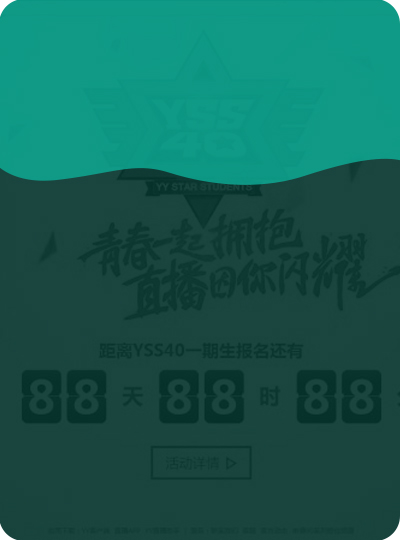 YSS
40
YY STAR STUDENTS
青春一起拥抱
直播因你闪耀
距离YSS40一期生报名还有
88 天 88 时 88
活动详情